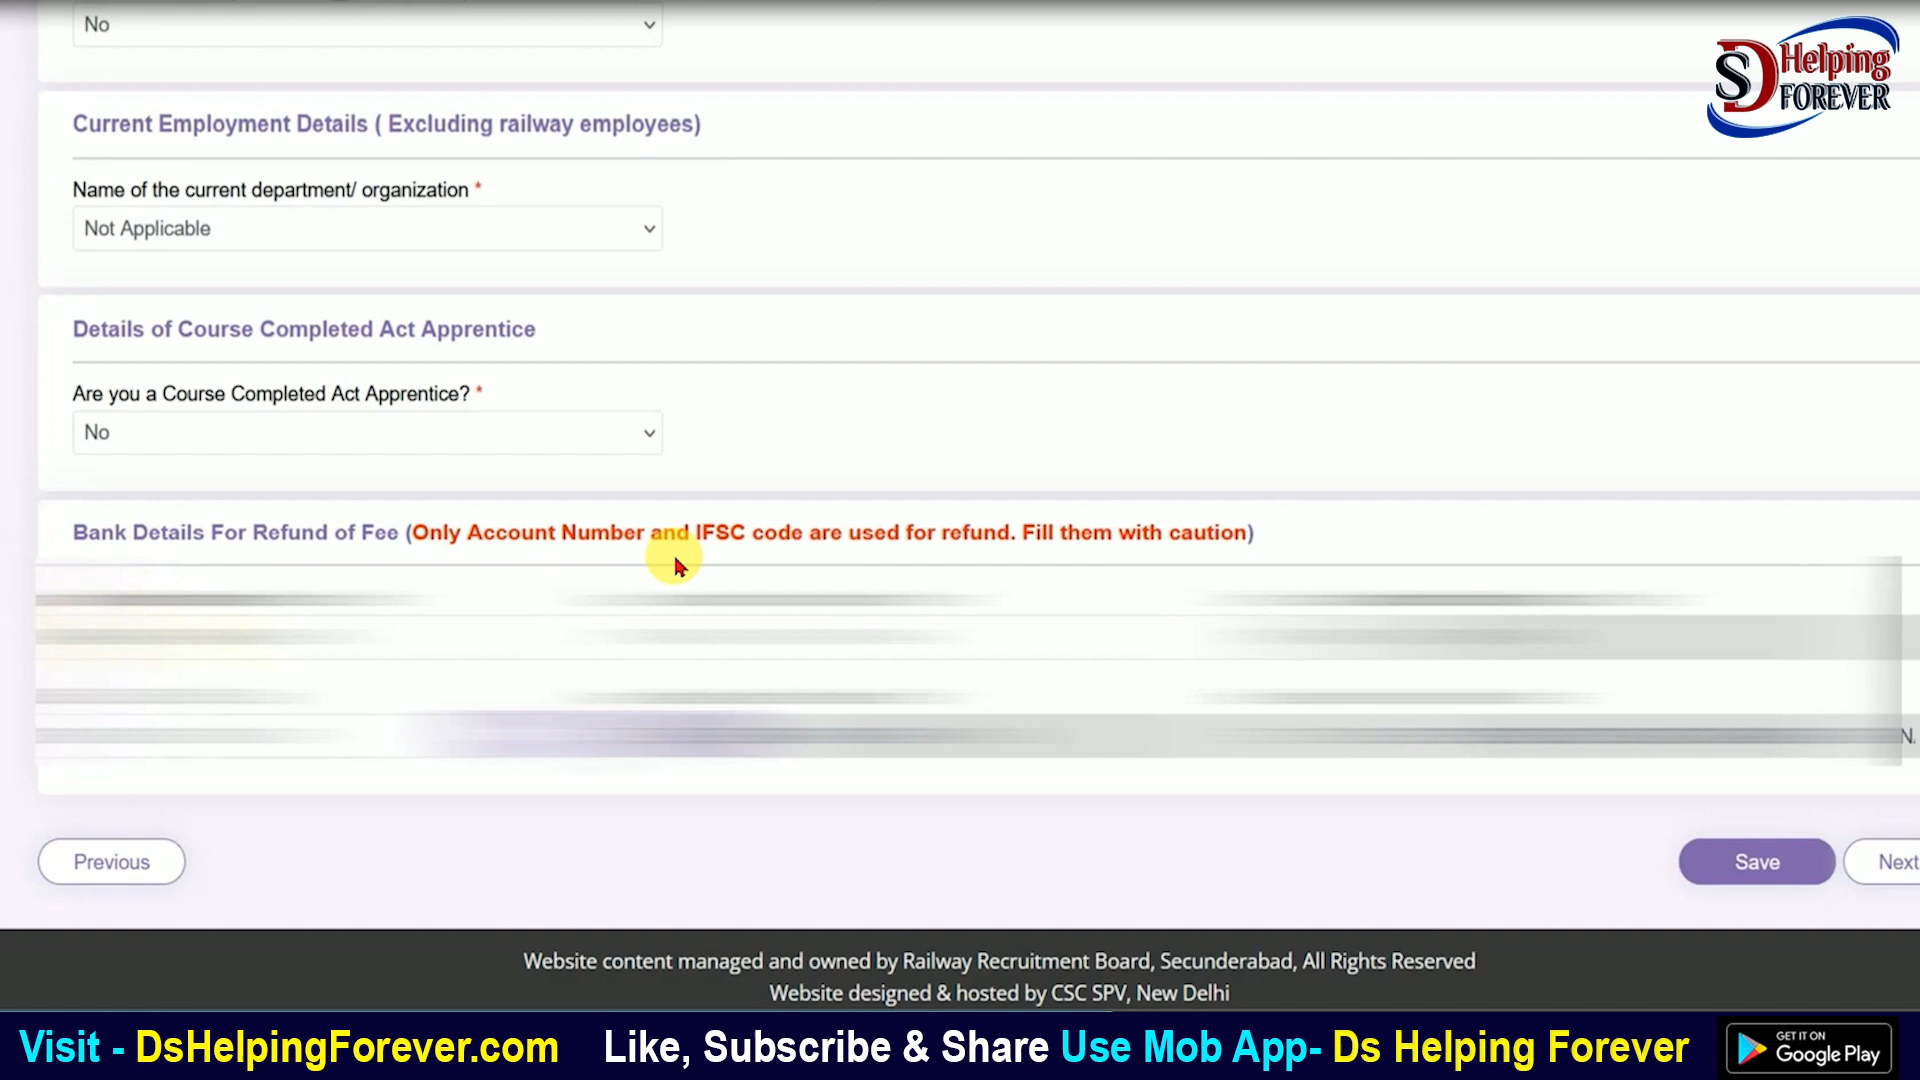 No
DS Helping
FOREVER
Current Employment Details ( Excluding railway employees)
Name of the current department/ organization *
Not Applicable
Details of Course Completed Act Apprentice
Are you a Course Completed Act Apprentice? *
No
Bank Details For Refund of Fee (Only Account Number and IFSC code are used for refund. Fill them with caution)
Previous
Save
Next
Website content managed and owned by Railway Recruitment Board, Secunderabad, All Rights Reserved
Website designed & hosted by CSC SPV, New Delhi
Visit - DsHelpingForever.com Like, Subscribe & Share Use Mob App- Ds Helping Forever
GET IT ON
Google Play